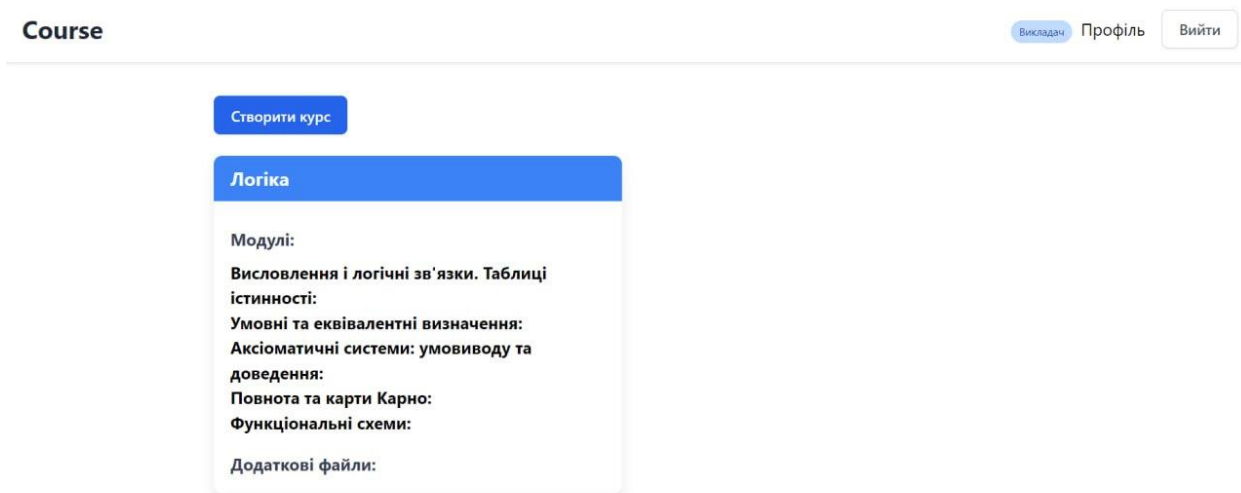 Course
Викладач Профіль Вийти
Створити курс
Логіка
Модулі:
Висловлення і логічні зв'язки. Таблиці
істинності:
Умовні та еквівалентні визначення:
Аксіоматичні системи: умовиводу та
доведення:
Повнота та карти Карно:
Функціональні схеми:
Додаткові файли: